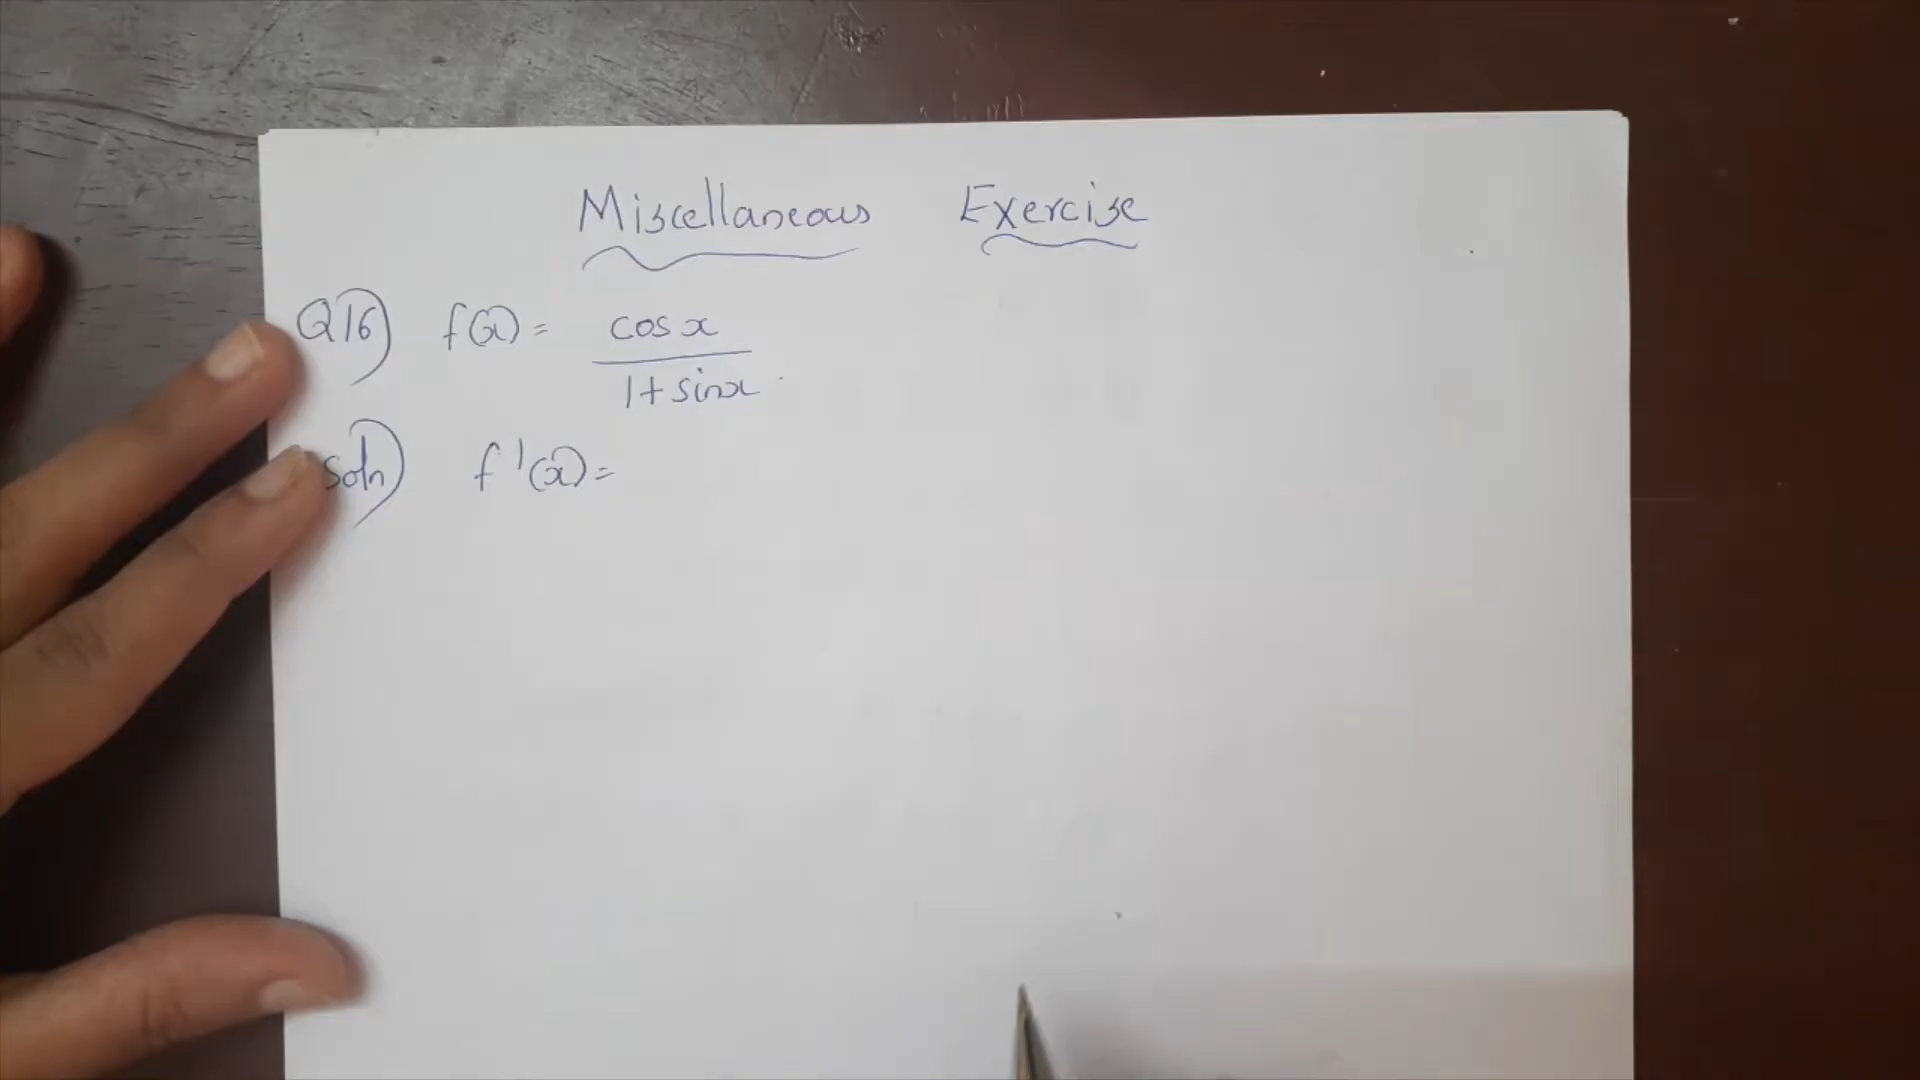 Miscellaneous Exercise
Q16) f(x) = cos x
1 + sinx
soln) f'(x) =